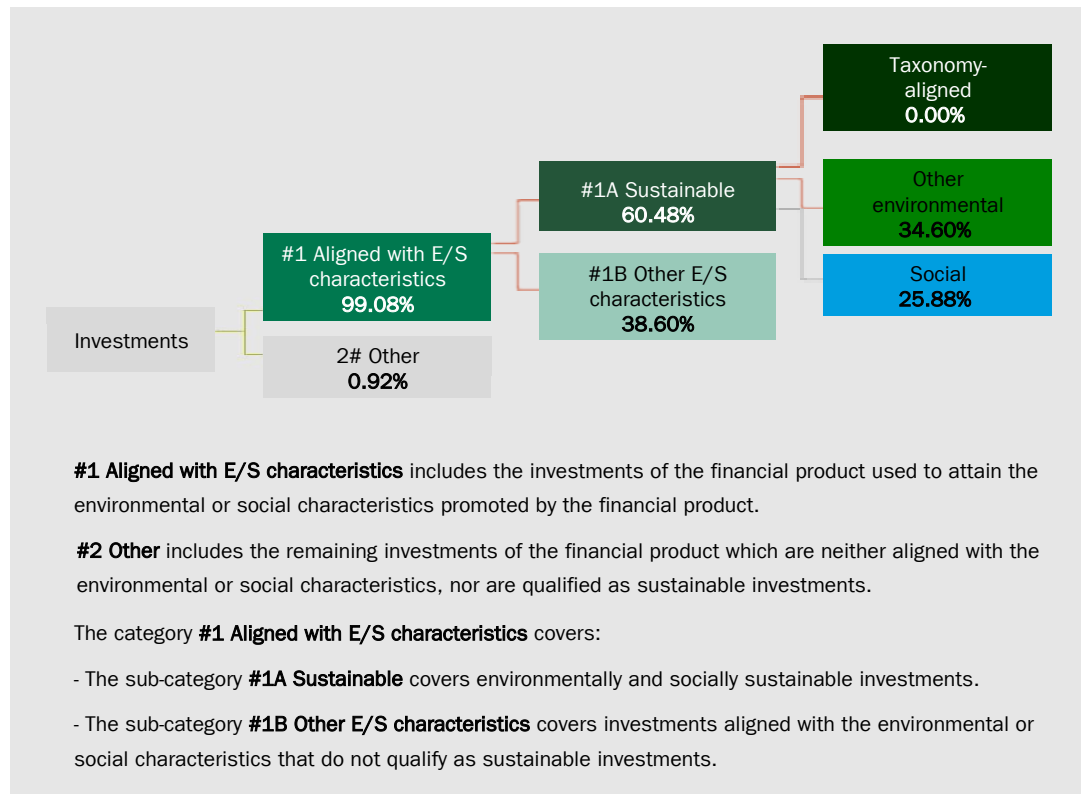 Taxonomy-
aligned
0.00%
#1A Sustainable
60.48%
Other
environmental
34.60%
#1 Aligned with E/S
characteristics
99.08%
#1B Other E/S
characteristics
38.60%
Social
25.88%
Investments
2# Other
0.92%
#1 Aligned with E/S characteristics includes the investments of the financial product used to attain the
environmental or social characteristics promoted by the financial product.
#2 Other includes the remaining investments of the financial product which are neither aligned with the
environmental or social characteristics, nor are qualified as sustainable investments.
The category #1 Aligned with E/S characteristics covers:
- The sub-category #1A Sustainable covers environmentally and socially sustainable investments.
- The sub-category #1B Other E/S characteristics covers investments aligned with the environmental or
social characteristics that do not qualify as sustainable investments.